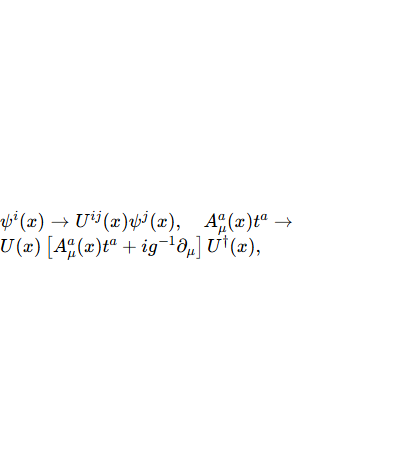 ψ^i(x) → U^{ij}(x)ψ^j(x),  A^a_μ(x)t^a →
U(x) [A^a_μ(x)t^a + ig^{-1}∂_μ] U^†(x),